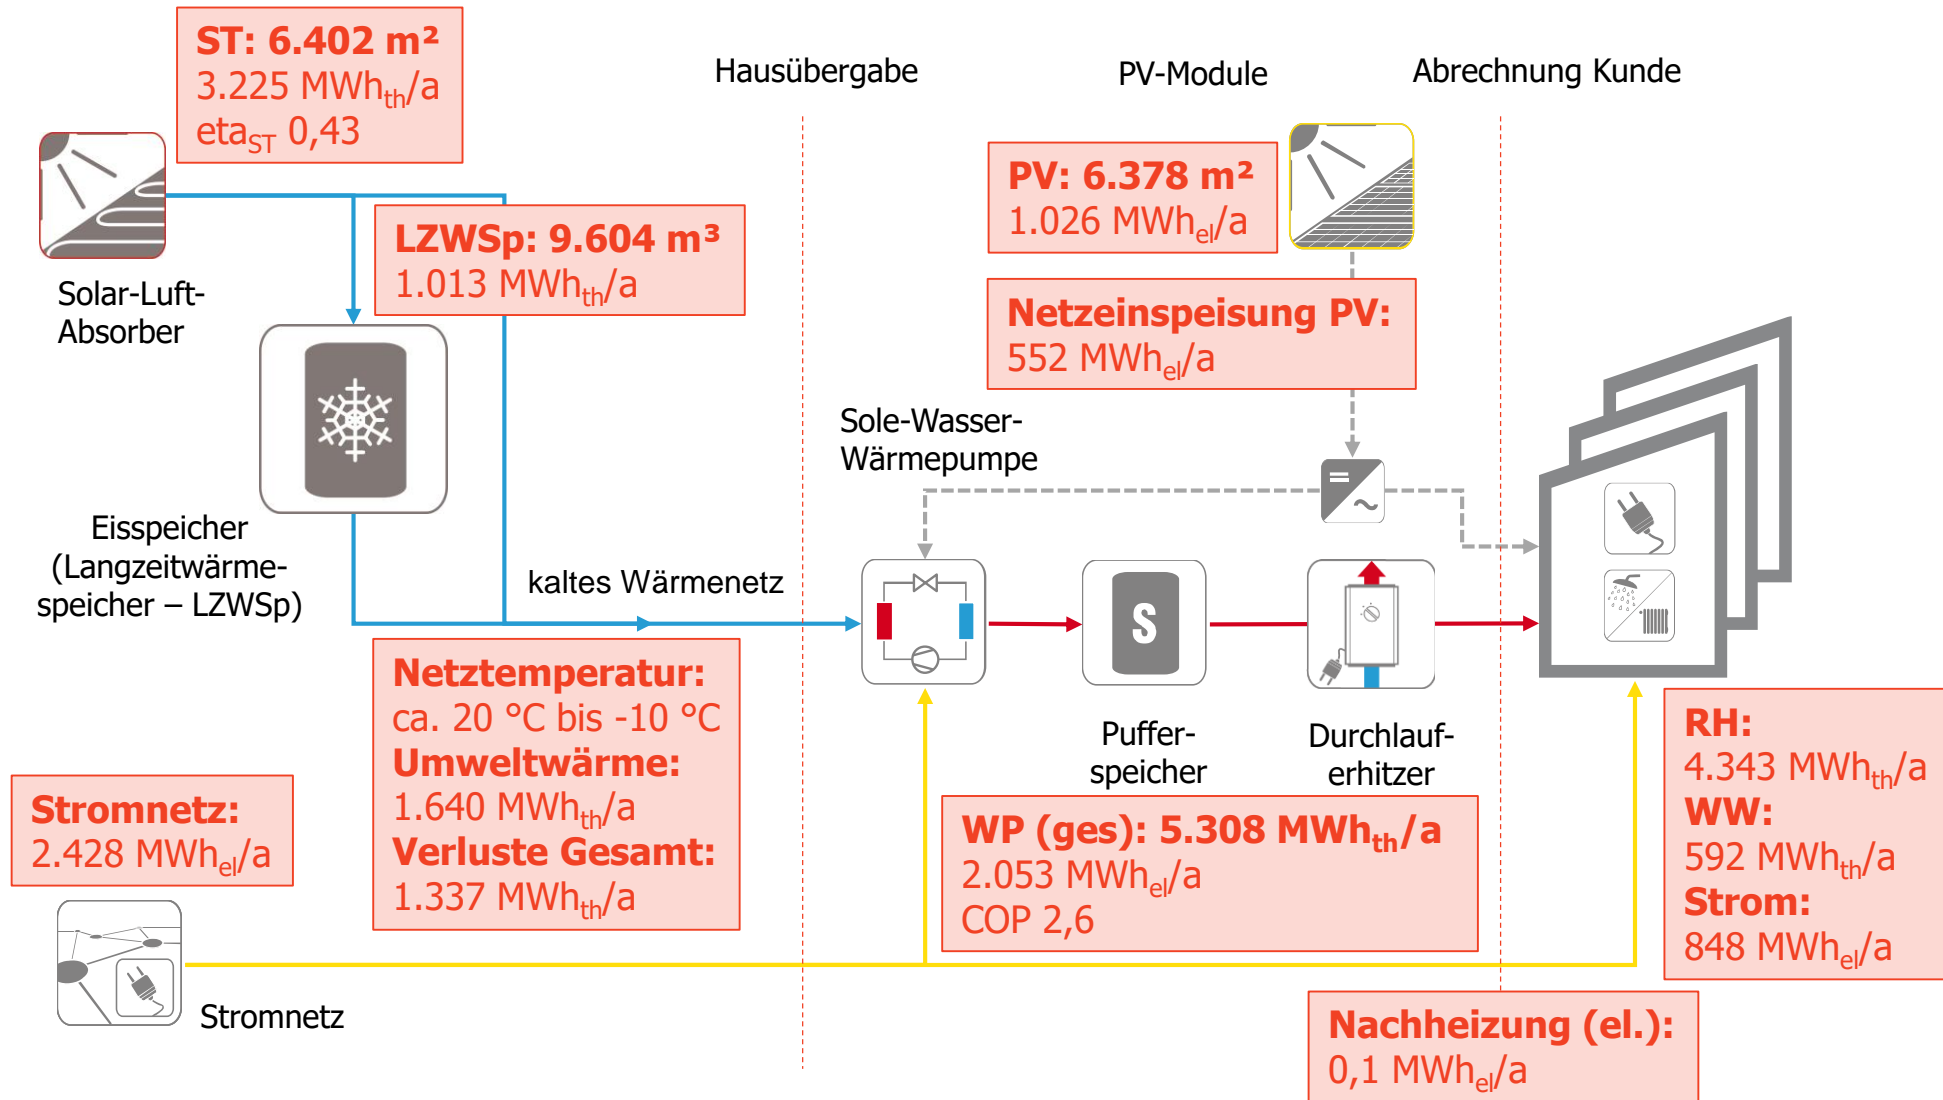 ST: 6.402 m²
3.225 MWhth/a
etaST 0,43
Hausübergabe
PV-Module
Abrechnung Kunde
PV: 6.378 m²
1.026 MWhel/a
LZWSp: 9.604 m³
1.013 MWhth/a
Solar-Luft-
Absorber
Netzeinspeisung PV:
552 MWhel/a
Sole-Wasser-
Wärmepumpe
Eisspeicher
(Langzeitwärme-
speicher – LZWSp)
kaltes Wärmenetz
S
Netztemperatur:
ca. 20 °C bis -10 °C
Umweltwärme:
1.640 MWhth/a
Verluste Gesamt:
1.337 MWhth/a
Puffer-
speicher
Durchlauf-
erhitzer
RH:
4.343 MWhth/a
WW:
592 MWhth/a
Strom:
848 MWhel/a
Stromnetz:
2.428 MWhel/a
WP (ges): 5.308 MWhth/a
2.053 MWhel/a
COP 2,6
Stromnetz
Nachheizung (el.):
0,1 MWhel/a